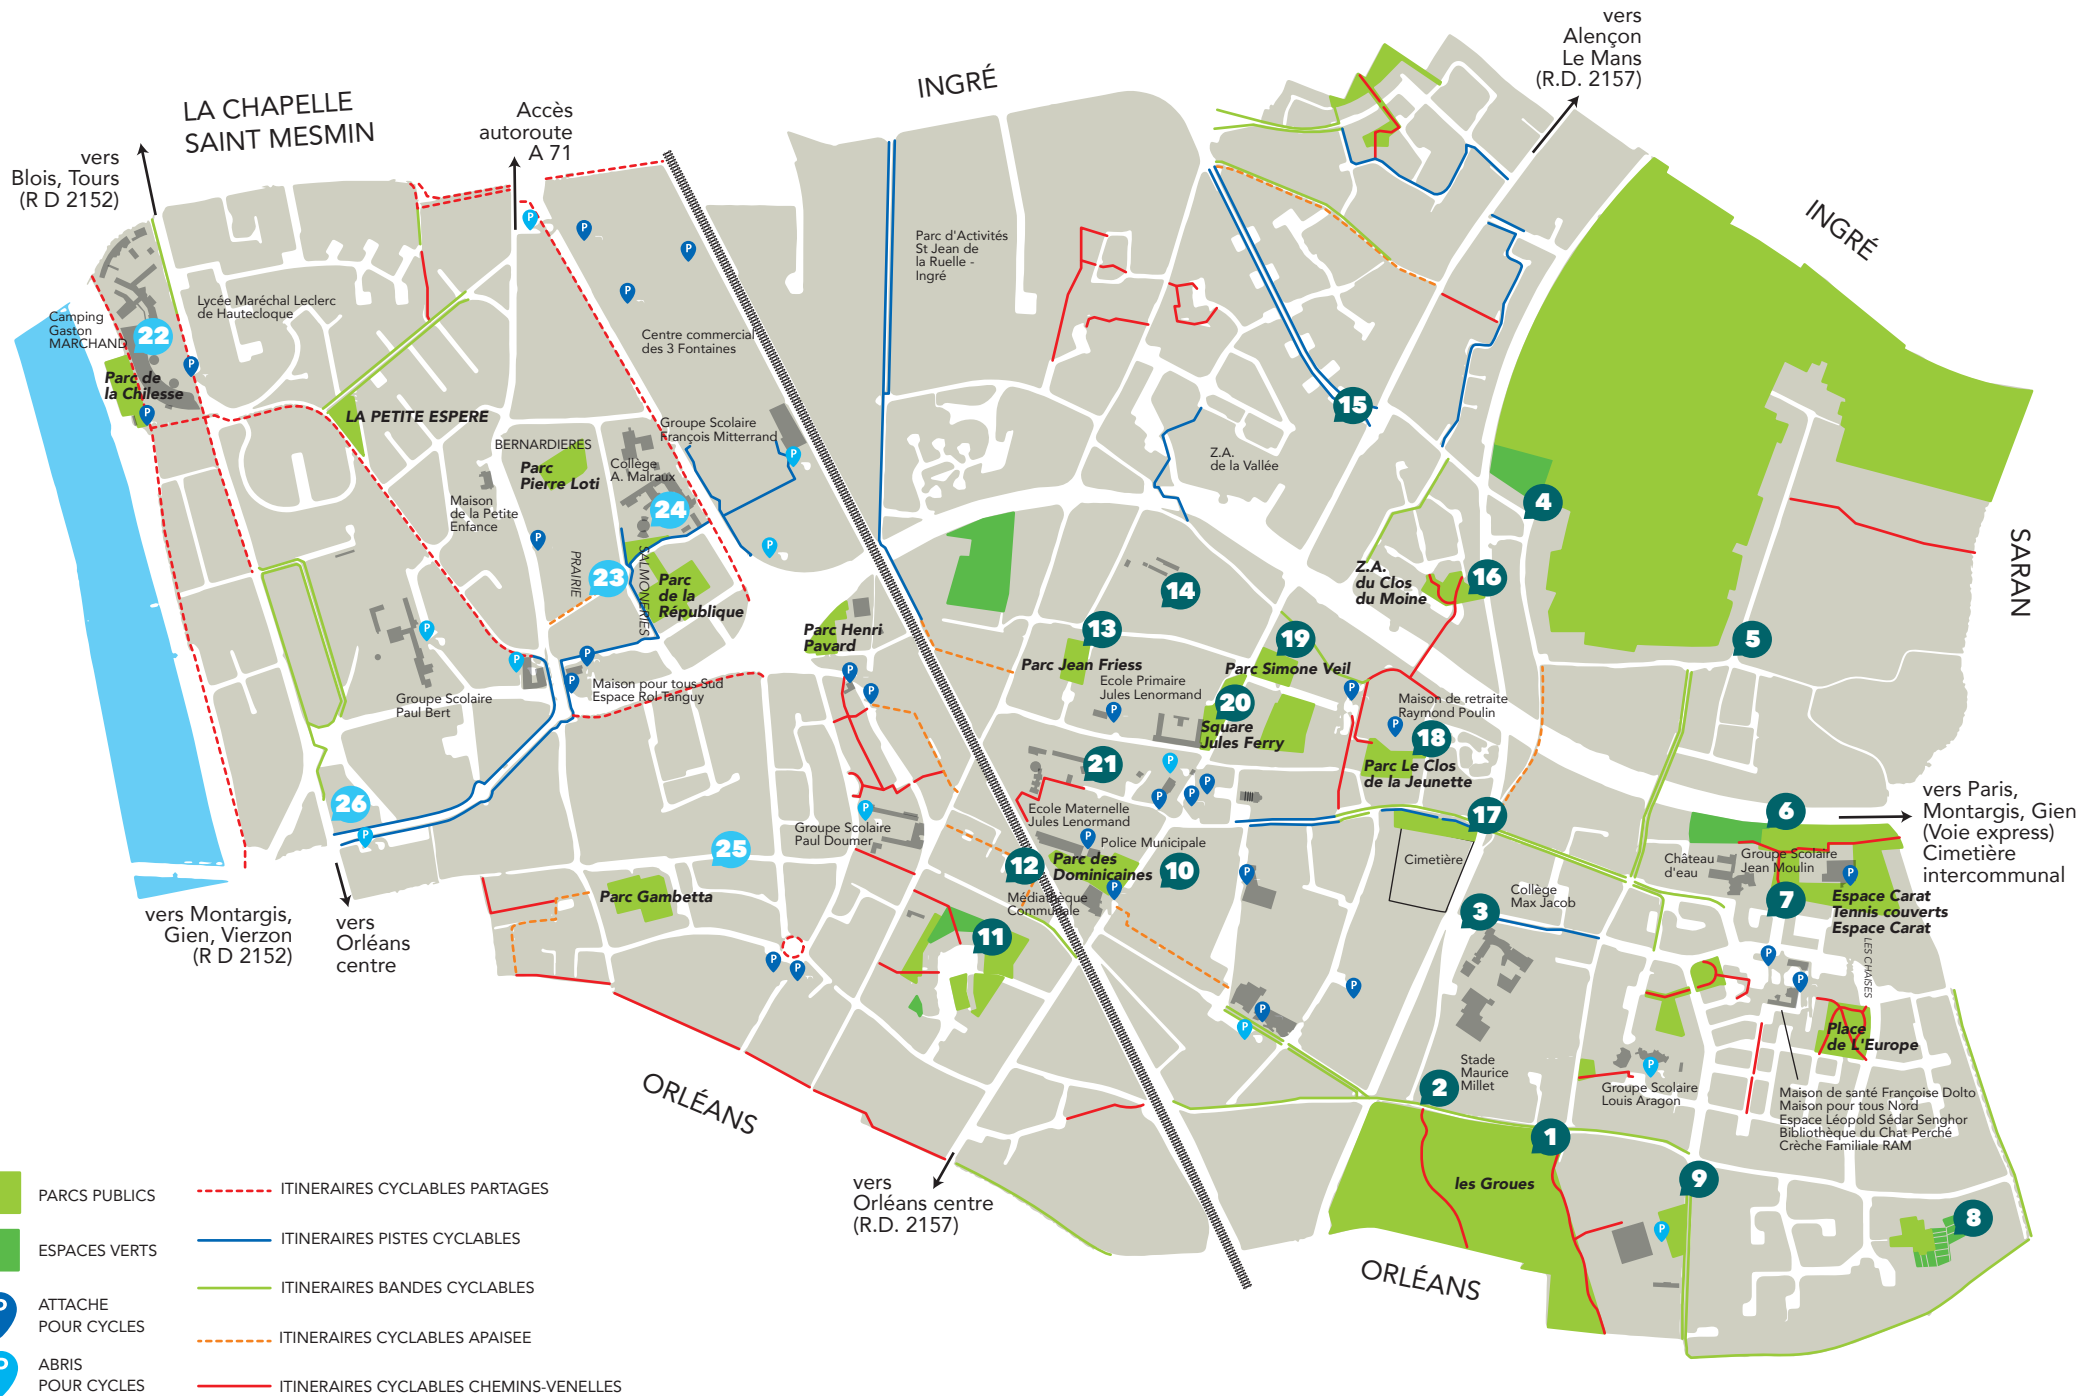 vers
Alençon
Le Mans
(R.D. 2157)
INGRÉ
LA CHAPELLE
SAINT MESMIN
Accès
autoroute
A 71
vers
Blois, Tours
(R D 2152)
INGRÉ
Parc d'Activités
St Jean de
la Ruelle -
Ingré
Lycée Maréchal Leclerc
de Hautecloque
Camping
Gaston
MARCHAND
22
Centre commercial
des 3 Fontaines
Parc de
la Chilesse
LA PETITE ESPERE
15
Groupe Scolaire
François Mitterrand
BERNARDIERES
Parc
Pierre Loti
Collège
A. Malraux
Z.A.
de la Vallée
Maison
de la Petite
Enfance
24
4
SARAN
PRAIRIE
23
SALMONERIES
Parc
de la
République
Z.A.
du Clos
du Moine
16
14
13
19
5
Parc Henri
Pavard
Parc Jean Friess
Parc Simone Veil
Ecole Primaire
Jules Lenormand
Maison pour tous Sud
Espace Rol Tanguy
Groupe Scolaire
Paul Bert
20
Square
Jules Ferry
Maison de retraite
Raymond Poulin
18
Parc Le Clos
de la Jeunette
21
26
Ecole Maternelle
Jules Lenormand
17
6
vers Paris,
Montargis, Gien
(Voie express)
Cimetière
intercommunal
Groupe Scolaire
Paul Doumer
25
Police Municipale
12
Parc des
Dominicaines
10
Cimetière
Château
d'eau
Groupe Scolaire
Jean Moulin
7
Espace Carat
Tennis couverts
Espace Carat
Médiathèque
Communale
Parc Gambetta
Collège
Max Jacob
3
11
LES CHAISES
vers Montargis,
Gien, Vierzon
(R D 2152)
vers
Orléans
centre
Place
de L'Europe
Stade
Maurice
Millet
2
Groupe Scolaire
Louis Aragon
Maison de santé Françoise Dolto
Maison pour tous Nord
Espace Léopold Sédar Senghor
Bibliothèque du Chat Perché
Crèche Familiale RAM
ORLÉANS
1
les Groues
9
8
vers
Orléans centre
(R.D. 2157)
ORLÉANS
PARCS PUBLICS
ESPACES VERTS
ATTACHE
POUR CYCLES
ABRIS
POUR CYCLES
ITINERAIRES CYCLABLES PARTAGES
ITINERAIRES PISTES CYCLABLES
ITINERAIRES BANDES CYCLABLES
ITINERAIRES CYCLABLES APAISEE
ITINERAIRES CYCLABLES CHEMINS-VENELLES